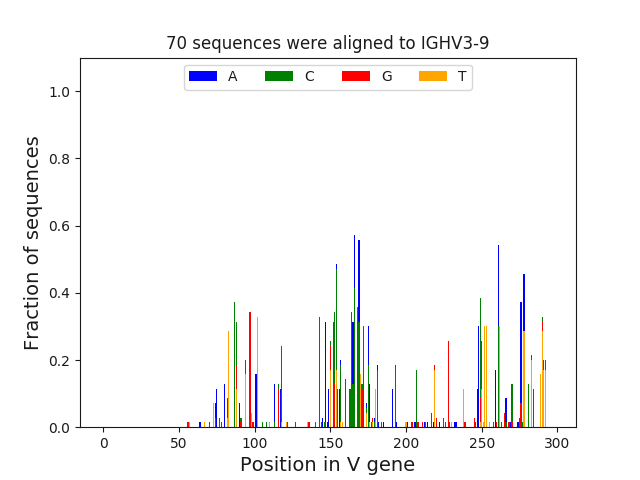 70 sequences were aligned to IGHV3-9
A C G T
1.0
0.8
0.6
0.4
0.2
0.0
Fraction of sequences
0 50 100 150 200 250 300
Position in V gene